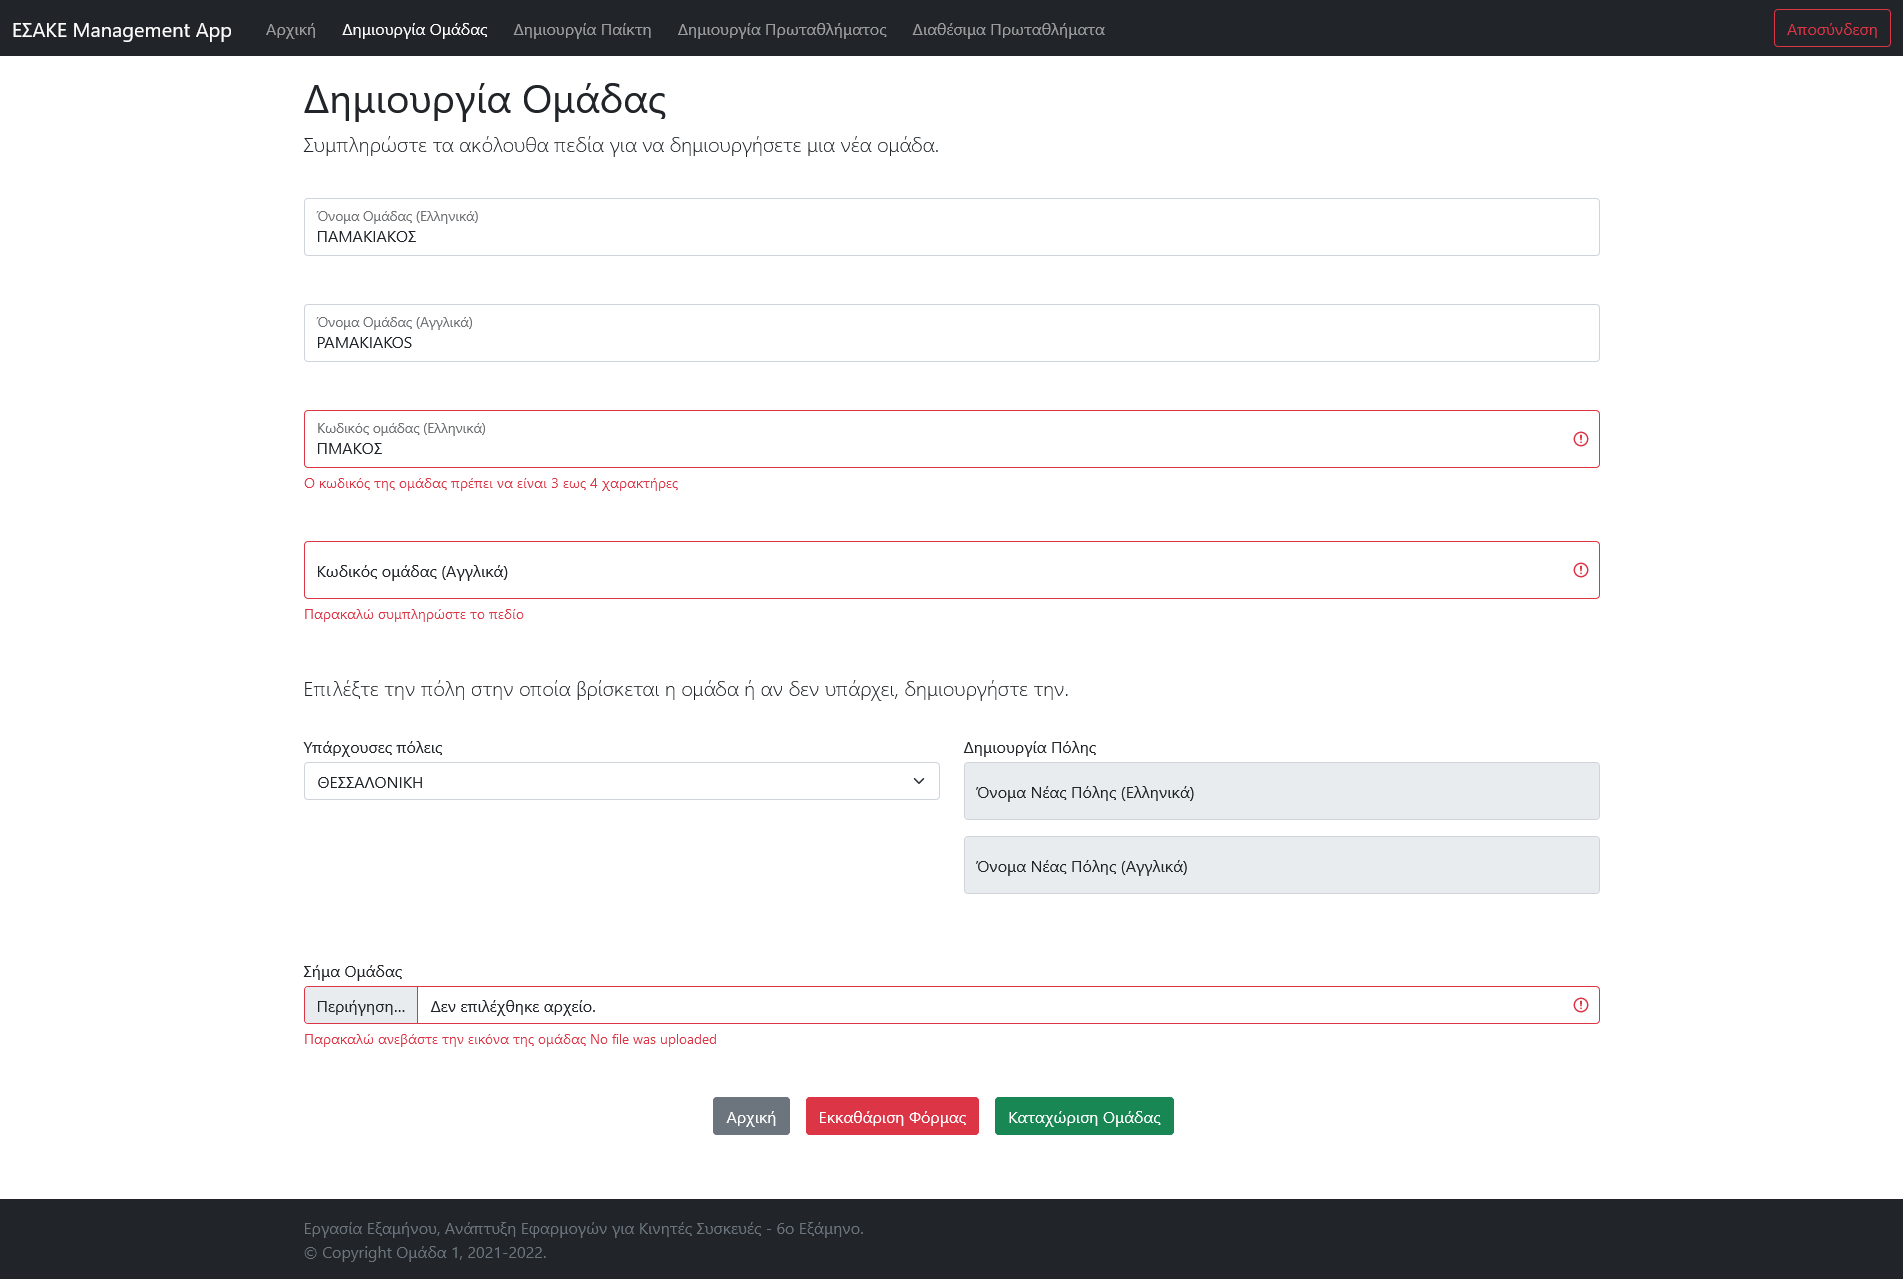 ΕΣΑΚΕ Management App Αρχική Δημιουργία Ομάδας Δημιουργία Παίκτη Δημιουργία Πρωταθλήματος Διαθέσιμα Πρωταθλήματα Αποσύνδεση
Δημιουργία Ομάδας
Συμπληρώστε τα ακόλουθα πεδία για να δημιουργήσετε μια νέα ομάδα.
Όνομα Ομάδας (Ελληνικά)
ΠΑΜΑΚΙΑΚΟΣ
Όνομα Ομάδας (Αγγλικά)
PAMAKIAKOS
Κωδικός ομάδας (Ελληνικά)
ΠΜΑΚΟΣ
Ο κωδικός της ομάδας πρέπει να είναι 3 εως 4 χαρακτήρες
Κωδικός ομάδας (Αγγλικά)
Παρακαλώ συμπληρώστε το πεδίο
Επιλέξτε την πόλη στην οποία βρίσκεται η ομάδα ή αν δεν υπάρχει, δημιουργήστε την.
Υπάρχουσες πόλεις
ΘΕΣΣΑΛΟΝΙΚΗ
Δημιουργία Πόλης
Όνομα Νέας Πόλης (Ελληνικά)
Όνομα Νέας Πόλης (Αγγλικά)
Σήμα Ομάδας
Περιήγηση... Δεν επιλέχθηκε αρχείο.
Παρακαλώ ανεβάστε την εικόνα της ομάδας No file was uploaded
Αρχική Εκκαθάριση Φόρμας Καταχώριση Ομάδας
Εργασία Εξαμήνου, Ανάπτυξη Εφαρμογών για Κινητές Συσκευές - 6ο Εξάμηνο.
© Copyright Ομάδα 1, 2021-2022.